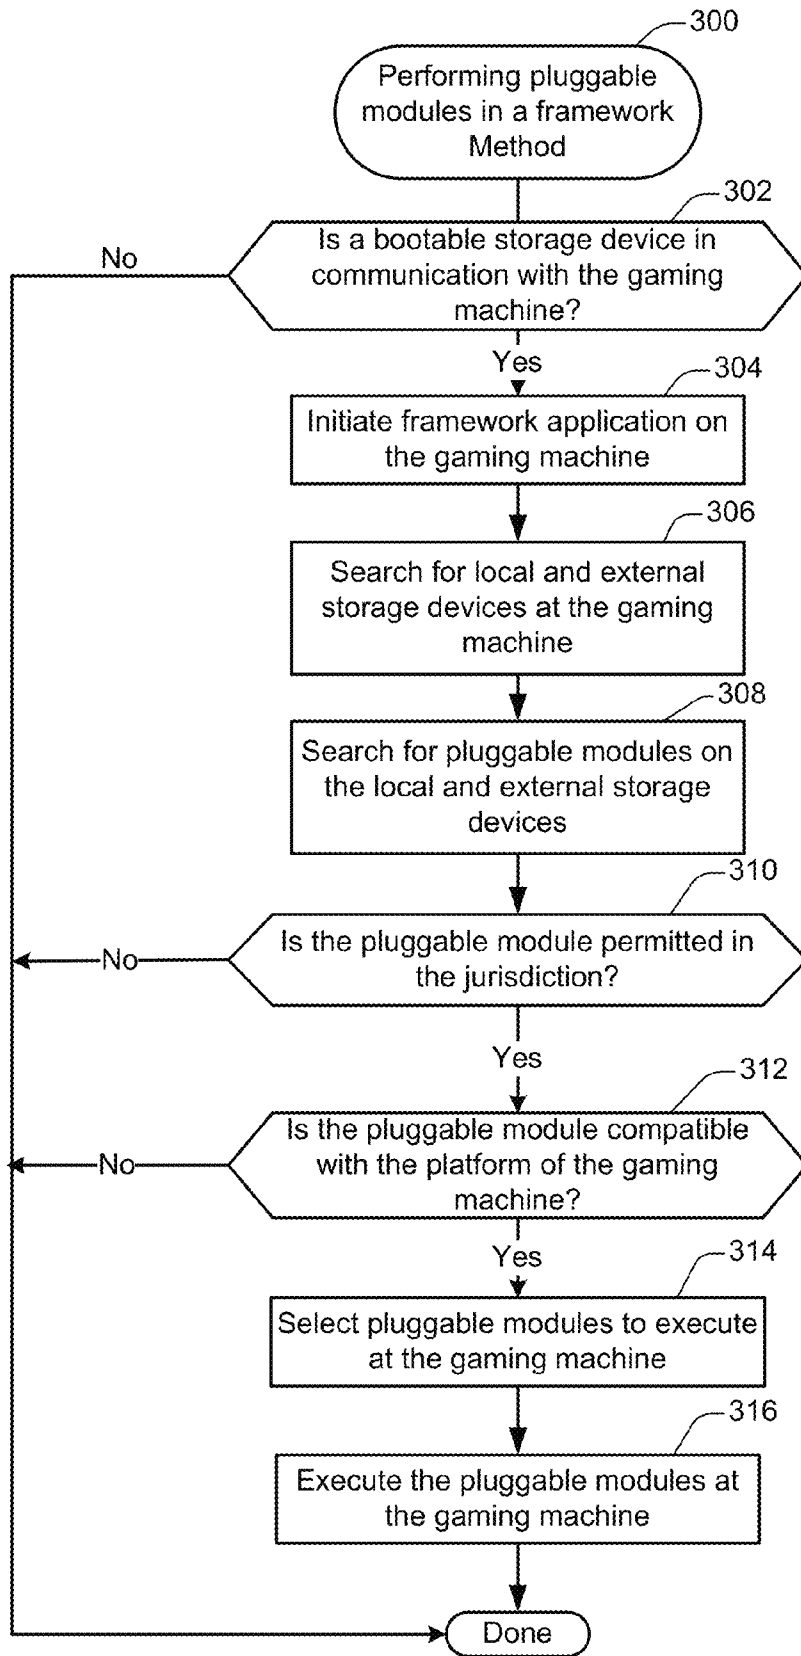 300
Performing pluggable
modules in a framework
Method
302
Is a bootable storage device in
communication with the gaming
machine?
No
Yes
304
Initiate framework application on
the gaming machine
306
Search for local and external
storage devices at the gaming
machine
308
Search for pluggable modules on
the local and external storage
devices
310
Is the pluggable module permitted in
the jurisdiction?
No
Yes
312
Is the pluggable module compatible
with the platform of the gaming
machine?
No
Yes
314
Select pluggable modules to execute
at the gaming machine
316
Execute the pluggable modules at
the gaming machine
Done